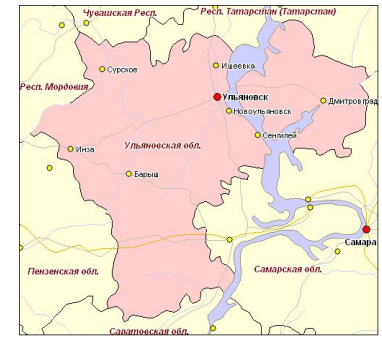 Чувашская Респ.
Респ. Татарстан (Татарстан)
Сурское
Ишеевка
Респ. Мордовия
Ульяновск
Новоульяновск
Димитровград
Сенгилей
Инза
Ульяновская обл.
Барыш
Самара
Пензенская обл.
Самарская обл.
Саратовская обл.